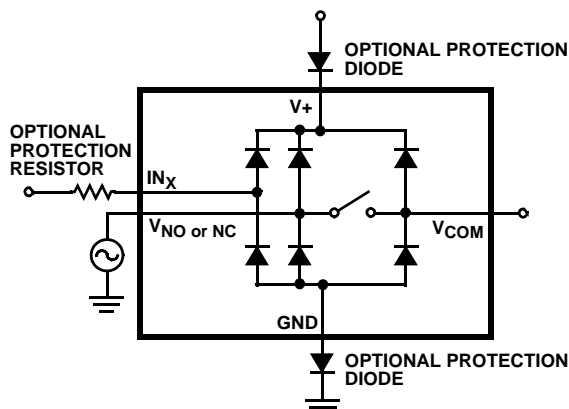 OPTIONAL PROTECTION
DIODE
V+
OPTIONAL
PROTECTION
RESISTOR
INX
VNO or NC
VCOM
GND
OPTIONAL PROTECTION
DIODE